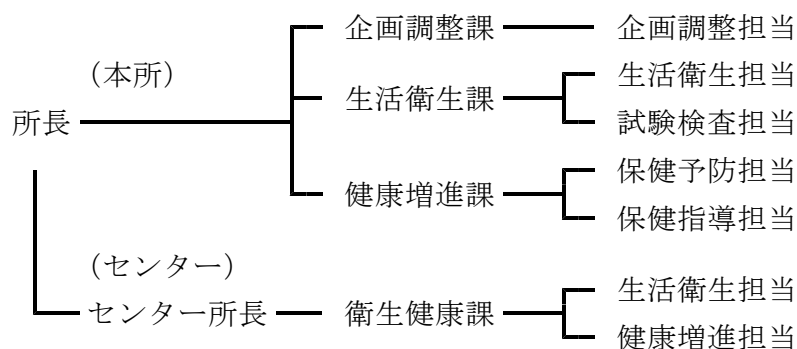 企画調整課 企画調整担当
（本所） 生活衛生担当
生活衛生課
所長 試験検査担当
保健予防担当
健康増進課
保健指導担当
（センター）
生活衛生担当
センター所長 衛生健康課
健康増進担当